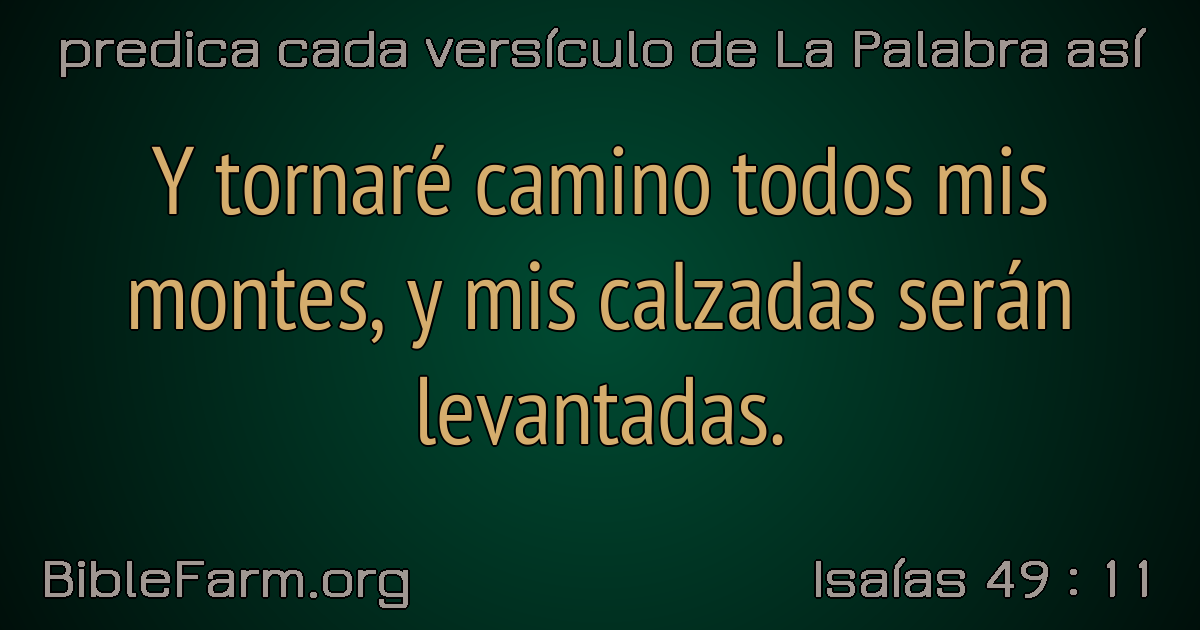 predica cada versículo de La Palabra así
Y tornaré camino todos mis
montes, y mis calzadas serán
levantadas.
BibleFarm.org
Isaías 49 : 11